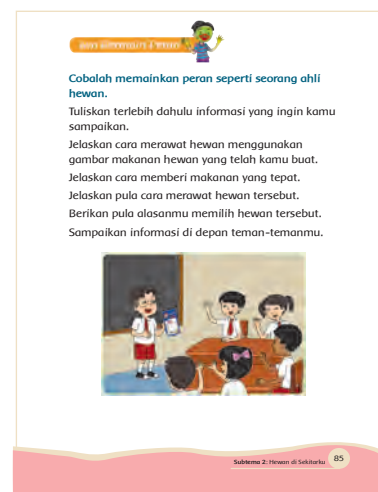 Cobalah memainkan peran seperti seorang ahli
hewan.
Tuliskan terlebih dahulu informasi yang ingin kamu
sampaikan.
Jelaskan cara merawat hewan menggunakan
gambar makanan hewan yang telah kamu buat.
Jelaskan cara memberi makanan yang tepat.
Jelaskan pula cara merawat hewan tersebut.
Berikan pula alasanmu memilih hewan tersebut.
Sampaikan informasi di depan teman-temanmu.
Subtema 2: Hewan di Sekitarku 85